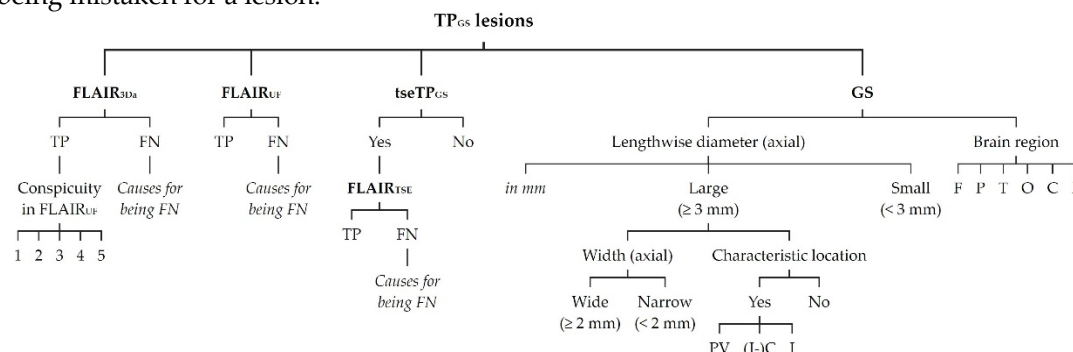 being mistaken for a lesion.
TPGS lesions
FLAIR3Da FLAIRUF tseTPGS GS
TP FN TP FN Yes No Lengthwise diameter (axial) Brain region
Conspicuity Causes for Causes for FLAIRTSE in mm Large Small F P T O C
in FLAIRUF being FN being FN (≥ 3 mm) (< 3 mm)
TP FN
1 2 3 4 5 Width (axial) Characteristic location
Causes for
being FN Wide Narrow Yes No
(≥ 2 mm) (< 2 mm)
PV (J-)C